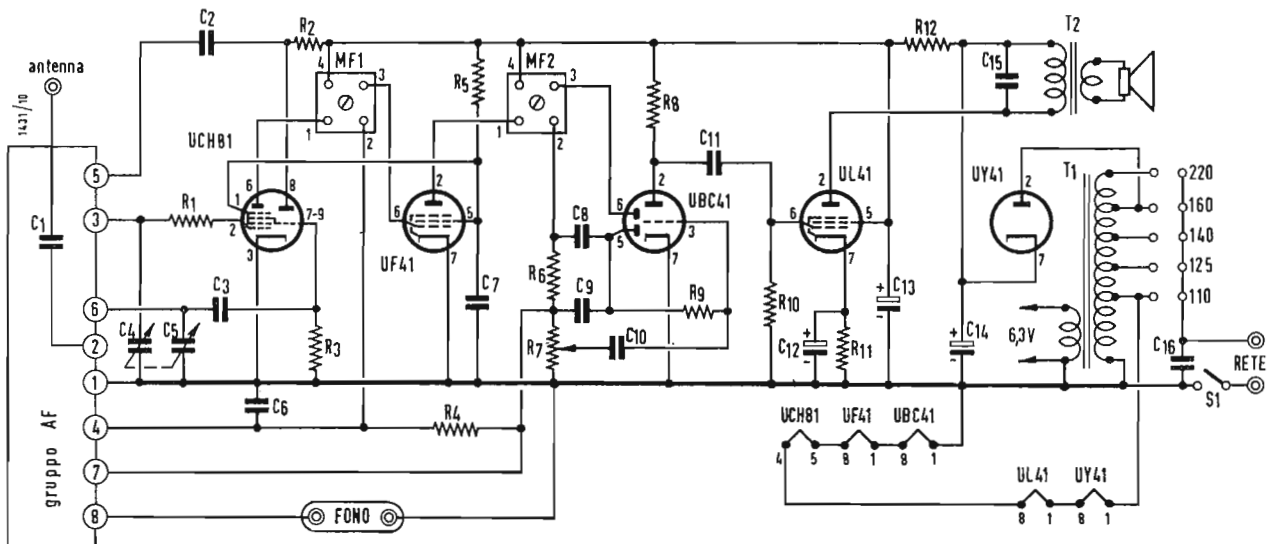 C2
R2
MF1
4
3
1
2
R5
MF2
4
3
1
2
R8
R12
C15
T2
antenna
1431/10
UCH81
C11
UL41
UY41
T1
220
160
140
125
110
5
3
6
2
1
4
7
8
C1
R1
1
6
8
2
7-9
3
2
6
5
7
UF41
C7
C8
R6
C9
R7
C10
6
5
2
3
7
UBC41
R9
R10
2
6
5
7
C13
C12
R11
2
7
C14
6,3V
C16
RETE
S1
C3
C4
C5
R3
C6
R4
gruppo AF
FONO
UCH81
UF41
UBC41
4
5
8
1
8
1
UL41
UY41
8
1
8
1
+
-
+
-
+
-